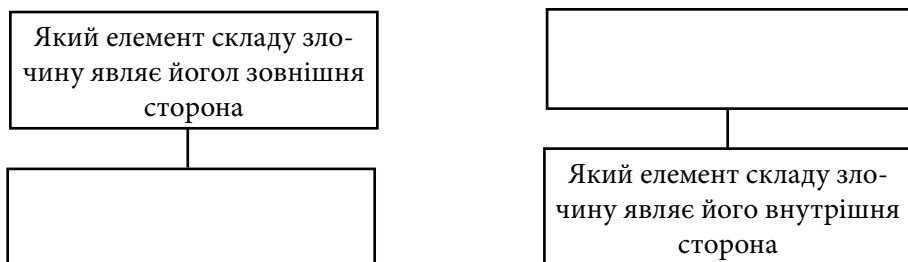 Який елемент складу зло-
чину являє йогол зовнішня
сторона
Який елемент складу зло-
чину являє його внутрішня
сторона